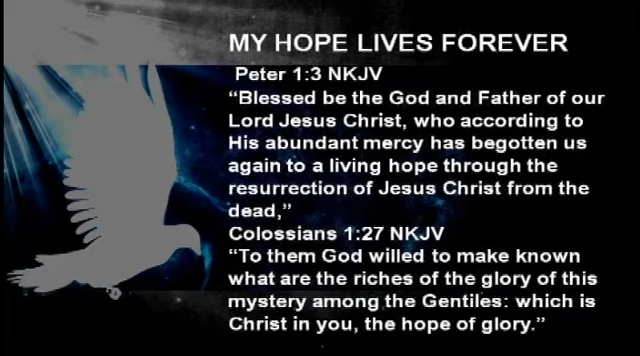 MY HOPE LIVES FOREVER
Peter 1:3 NKJV
“Blessed be the God and Father of our
Lord Jesus Christ, who according to
His abundant mercy has begotten us
again to a living hope through the
resurrection of Jesus Christ from the
dead,”
Colossians 1:27 NKJV
“To them God willed to make known
what are the riches of the glory of this
mystery among the Gentiles: which is
Christ in you, the hope of glory.”